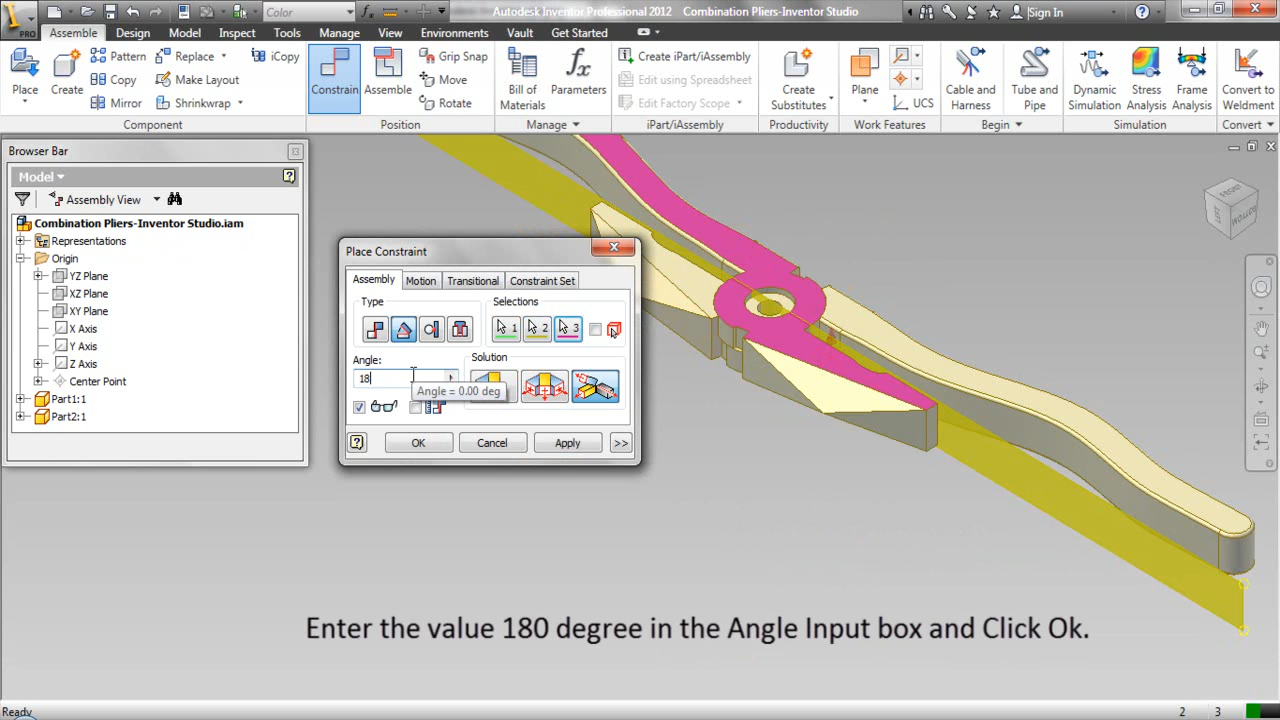 Color
Autodesk Inventor Professional 2012 Combination Pliers-Inventor Studio
Sign In
PRO
Assemble Design Model Inspect Tools Manage View Environments Vault Get Started
Place
Create
Pattern
Copy
Mirror
Replace
Make Layout
Shrinkwrap
iCopy
Component
Constrain
Assemble
Grip Snap
Move
Rotate
Position
Bill of
Materials
Parameters
Manage
Create iPart/iAssembly
Edit using Spreadsheet
Edit Factory Scope
iPart/iAssembly
Create
Substitutes
Productivity
Plane
UCS
Work Features
Cable and
Harness
Tube and
Pipe
Begin
Dynamic
Simulation
Stress
Analysis
Frame
Analysis
Simulation
Convert to
Weldment
Convert
Browser Bar
Model
Assembly View
Combination Pliers-Inventor Studio.iam
Representations
Origin
YZ Plane
XZ Plane
XY Plane
X Axis
Y Axis
Z Axis
Center Point
Part1:1
Part2:1
Place Constraint
Assembly Motion Transitional Constraint Set
Type
Selections
1 2 3
Angle:
18
Solution
Angle = 0.00 deg
OK Cancel Apply >>
FRONT
BOTTOM
Enter the value 180 degree in the Angle Input box and Click Ok.
Ready
2 3